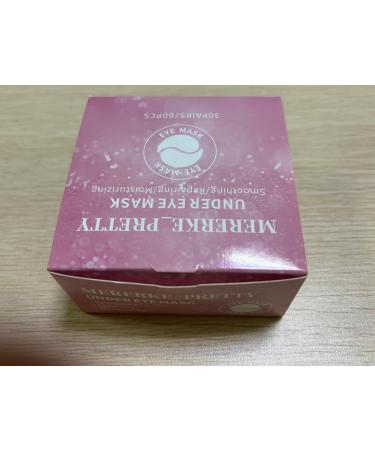 MERERKE_PRETTY
UNDER EYE MASK
Smoothing/Repairing/Moisturizing
EYE MASK
EYE MASK
30PAIRS/60PCS
MERERKE_PRETTY
UNDER EYE MASK